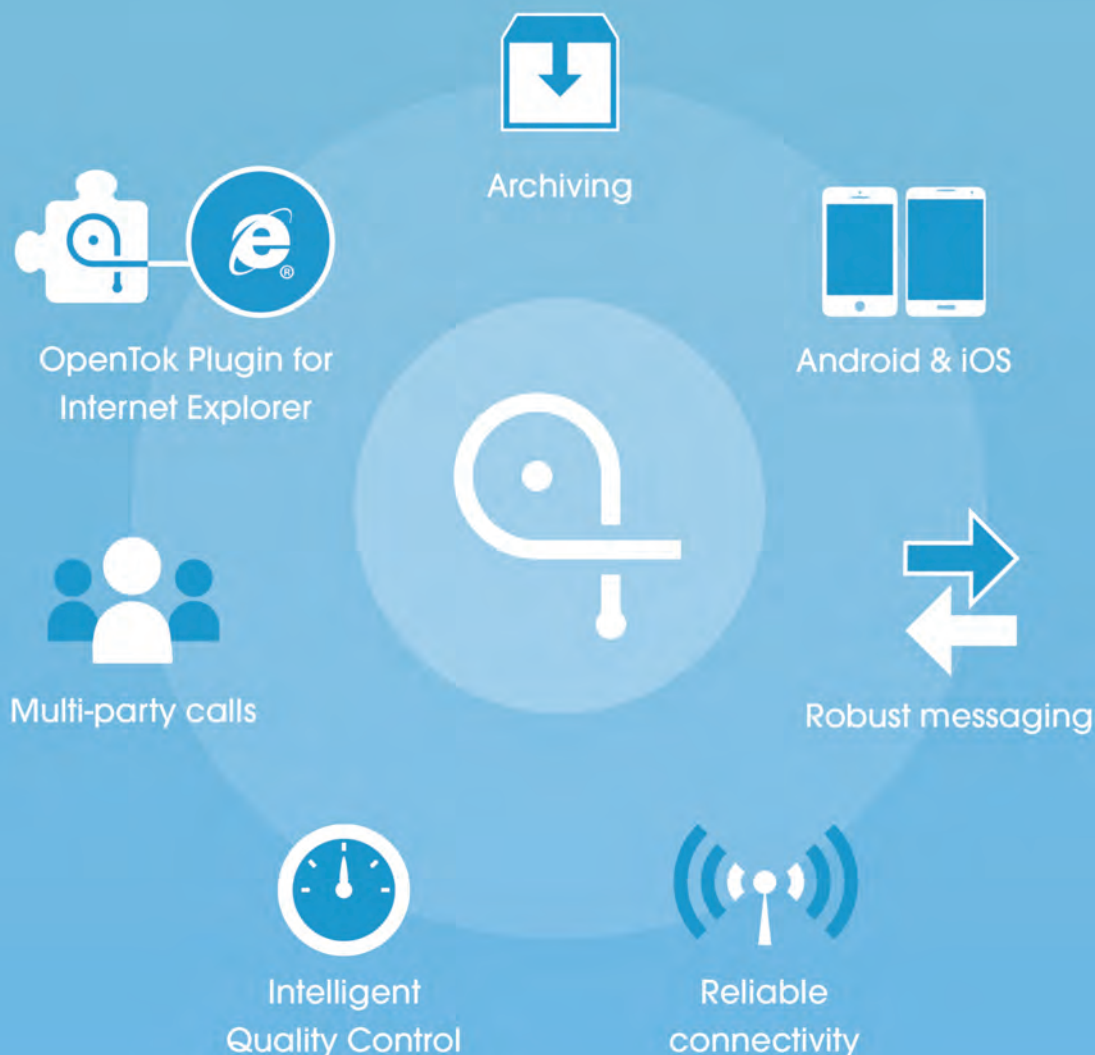 Archiving
OpenTok Plugin for
Internet Explorer
®
Android & iOS
Multi-party calls
Robust messaging
Intelligent
Quality Control
Reliable
connectivity